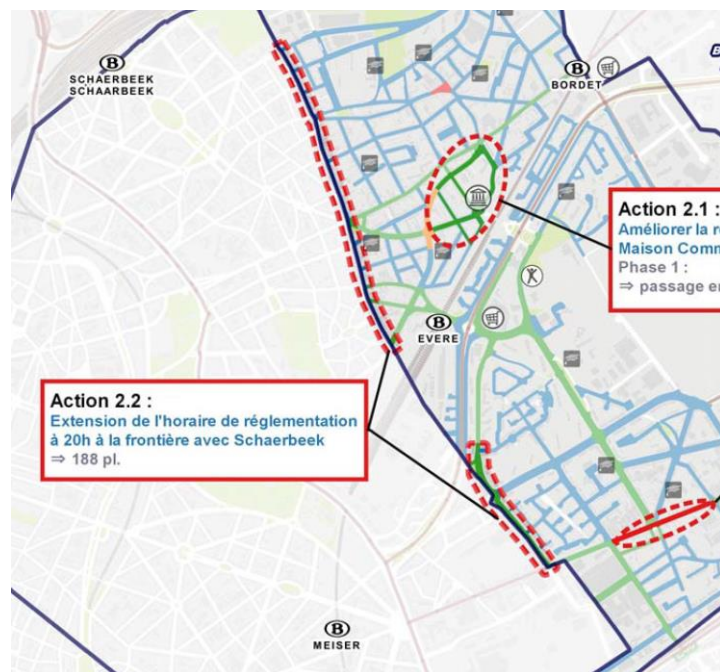 B
SCHAERBEEK
SCHAARBEEK
B
BORDET
B
Action 2.1 :
Améliorer la
Maison
Phase 1 :
⇒ passage
B
EVERE
Action 2.2 :
Extension de l'horaire de réglementation
à 20h à la frontière avec Schaerbeek
⇒ 188 pl.
B
MEISER